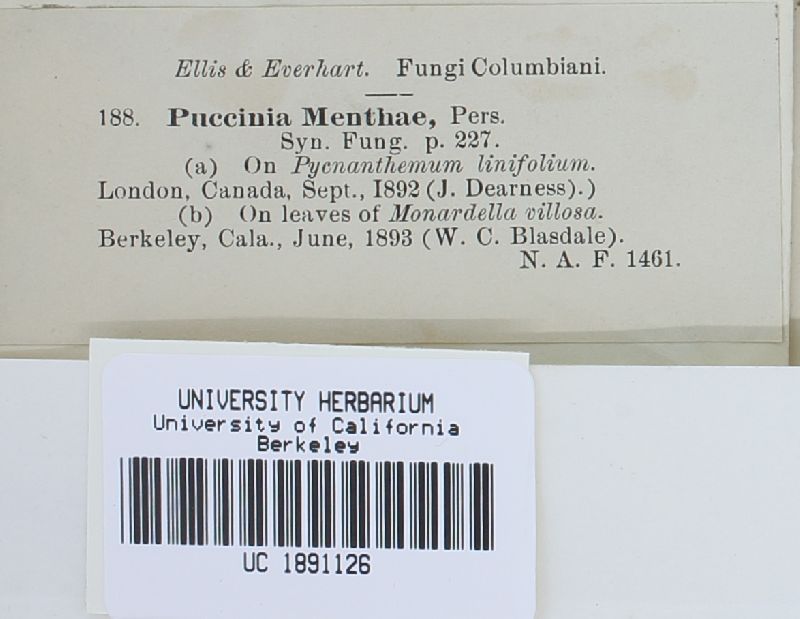 Ellis & Everhart. Fungi Columbiani.
188. Puccinia Menthae, Pers.
Syn. Fung. p. 227.
(a) On Pycnanthemum linifolium.
London, Canada, Sept., 1892 (J. Dearness).)
(b) On leaves of Monardella villosa.
Berkeley, Cala., June, 1893 (W. C. Blasdale).
N. A. F. 1461.
UNIVERSITY HERBARIUM
University of California
Berkeley
UC 1891126